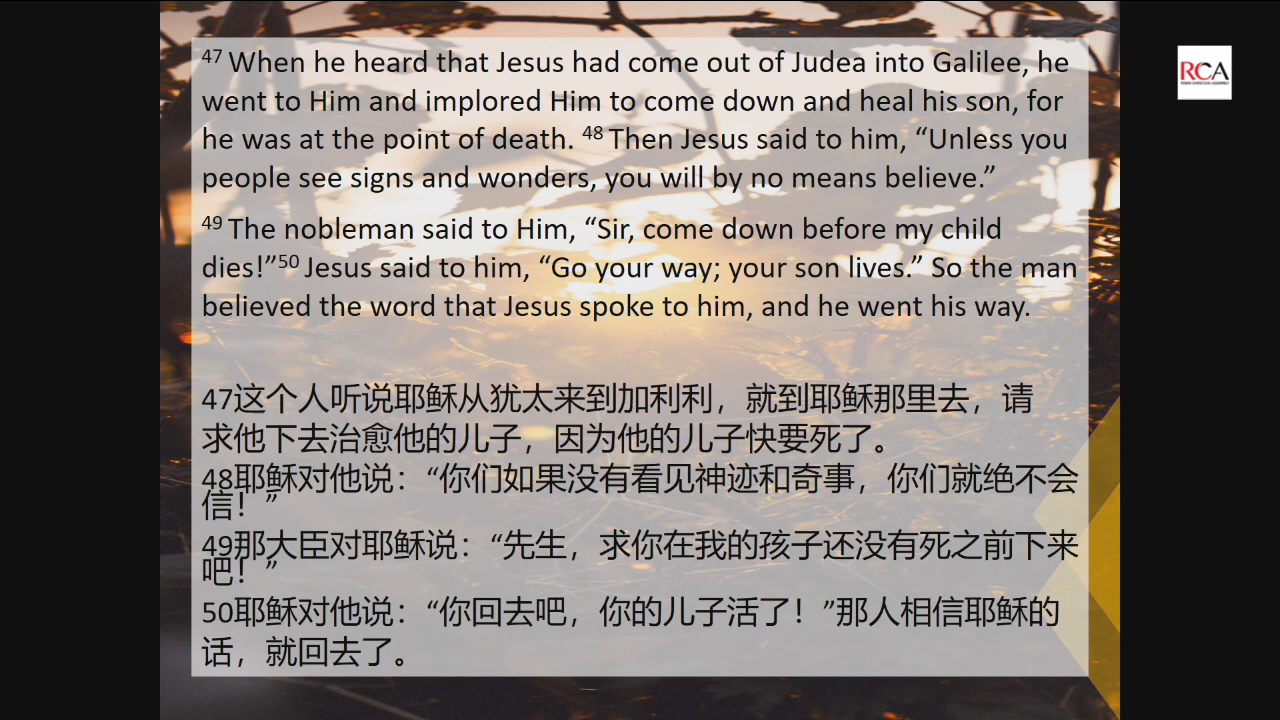 RCA
47 When he heard that Jesus had come out of Judea into Galilee, he
went to Him and implored Him to come down and heal his son, for
he was at the point of death. 48 Then Jesus said to him, “Unless you
people see signs and wonders, you will by no means believe.”
49 The nobleman said to Him, “Sir, come down before my child
dies!”50 Jesus said to him, “Go your way; your son lives.” So the man
believed the word that Jesus spoke to him, and he went his way.
47这个人听说耶稣从犹太来到加利利，就到耶稣那里去，请
求他下去治愈他的儿子，因为他的儿子快要死了。
48耶稣对他说：“你们如果没有看见神迹和奇事，你们就绝不会
信！”
49那大臣对耶稣说：“先生，求你在我的孩子还没有死之前下来
吧！”
50耶稣对他说：“你回去吧，你的儿子活了！”那人相信耶稣的
话，就回去了。